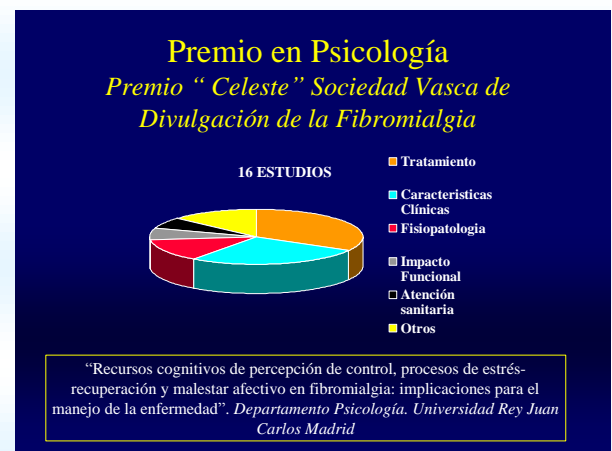 Premio en Psicología
Premio “ Celeste” Sociedad Vasca de
Divulgación de la Fibromialgia
16 ESTUDIOS
Tratamiento
Caracteristicas
Clínicas
Fisiopatologia
Impacto
Funcional
Atención
sanitaria
Otros
“Recursos cognitivos de percepción de control, procesos de estrés-
recuperación y malestar afectivo en fibromialgia: implicaciones para el
manejo de la enfermedad”. Departamento Psicología. Universidad Rey Juan
Carlos Madrid